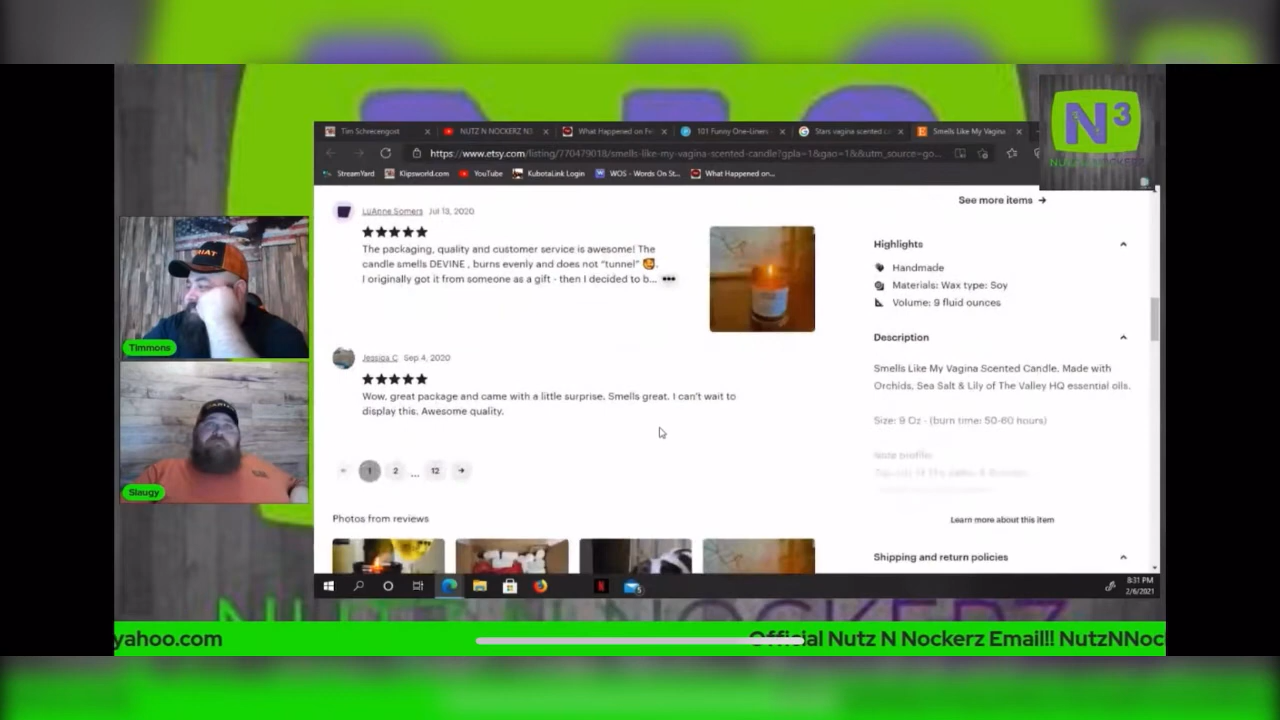 N3
NUTZ N NOCKERZ
Tim Schrecengost
NUTZ N NOCKERZ N3
What Happened on Fe
101 Funny One-Liners
Stars vagina scented c
Smells Like My Vagina
https://www.etsy.com/listing/770479018/smells-like-my-vagina-scented-candle?gpla=1&gao=1&&utm_source=go...
StreamYard
Klipsworld.com
YouTube
KubotaLink Login
WOS - Words On St...
What Happened on...
See more items →
LuAnne Somers Jul 13, 2020
The packaging, quality and customer service is awesome! The
candle smells DEVINE , burns evenly and does not "tunnel"
I originally got it from someone as a gift - then I decided to b...
Highlights
Handmade
Materials: Wax type: Soy
Volume: 9 fluid ounces
Description
Smells Like My Vagina Scented Candle. Made with
Orchids, Sea Salt & Lily of The Valley HQ essential oils.
Size: 9 Oz - (burn time: 50-60 hours)
Note profile:
Learn more about this item
Shipping and return policies
Jessica C Sep 4, 2020
Wow, great package and came with a little surprise. Smells great. I can't wait to
display this. Awesome quality.
1
2
...
12
→
Photos from reviews
Timmons
Slaugy
8:31 PM
2/6/2021
NUTZ N NOCKERZ
yahoo.com
Official Nutz N Nockerz Email!! NutzNNoc